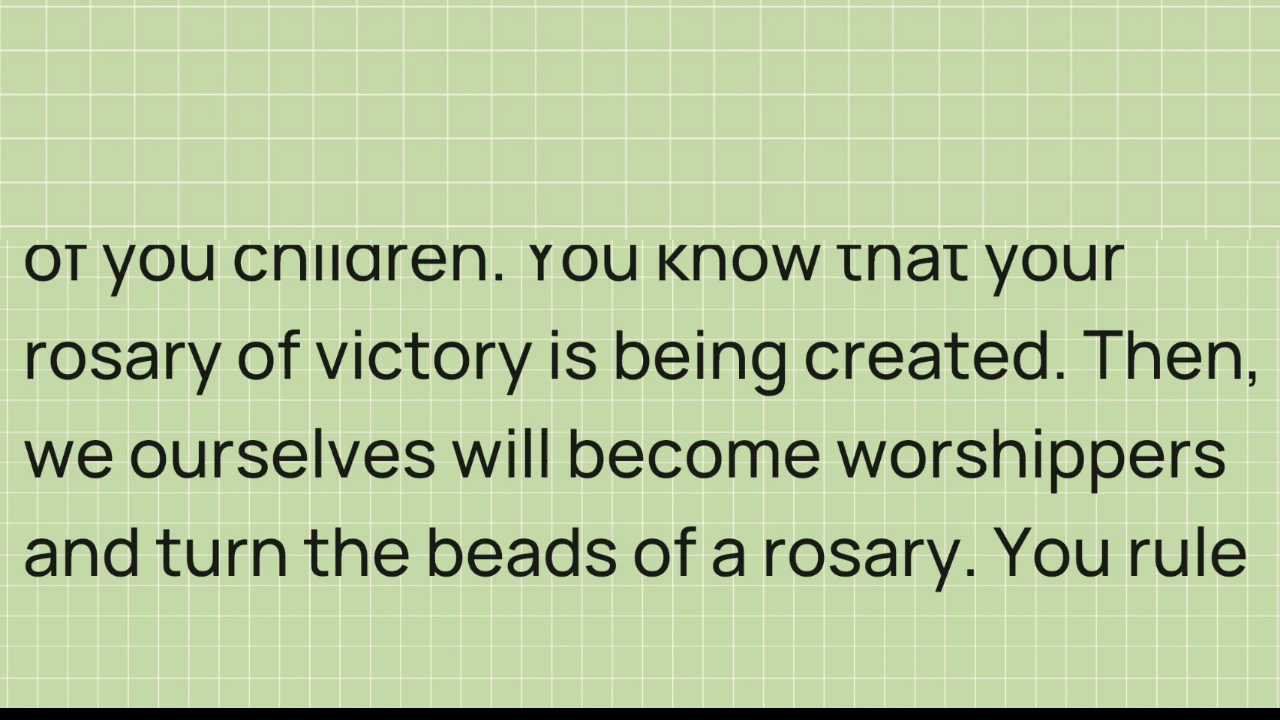 of you children. You know that your
rosary of victory is being created. Then,
we ourselves will become worshippers
and turn the beads of a rosary. You rule